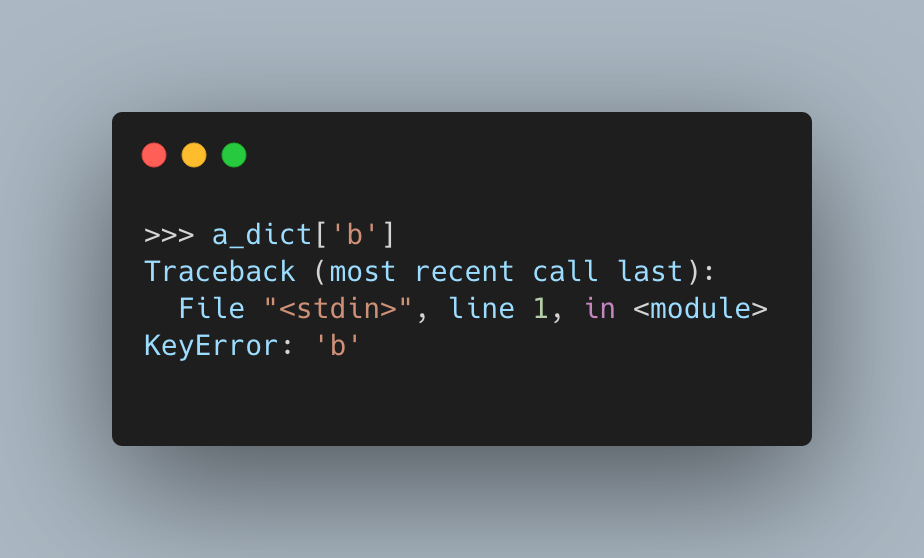 >>> a_dict['b']
Traceback (most recent call last):
  File "<stdin>", line 1, in <module>
KeyError: 'b'